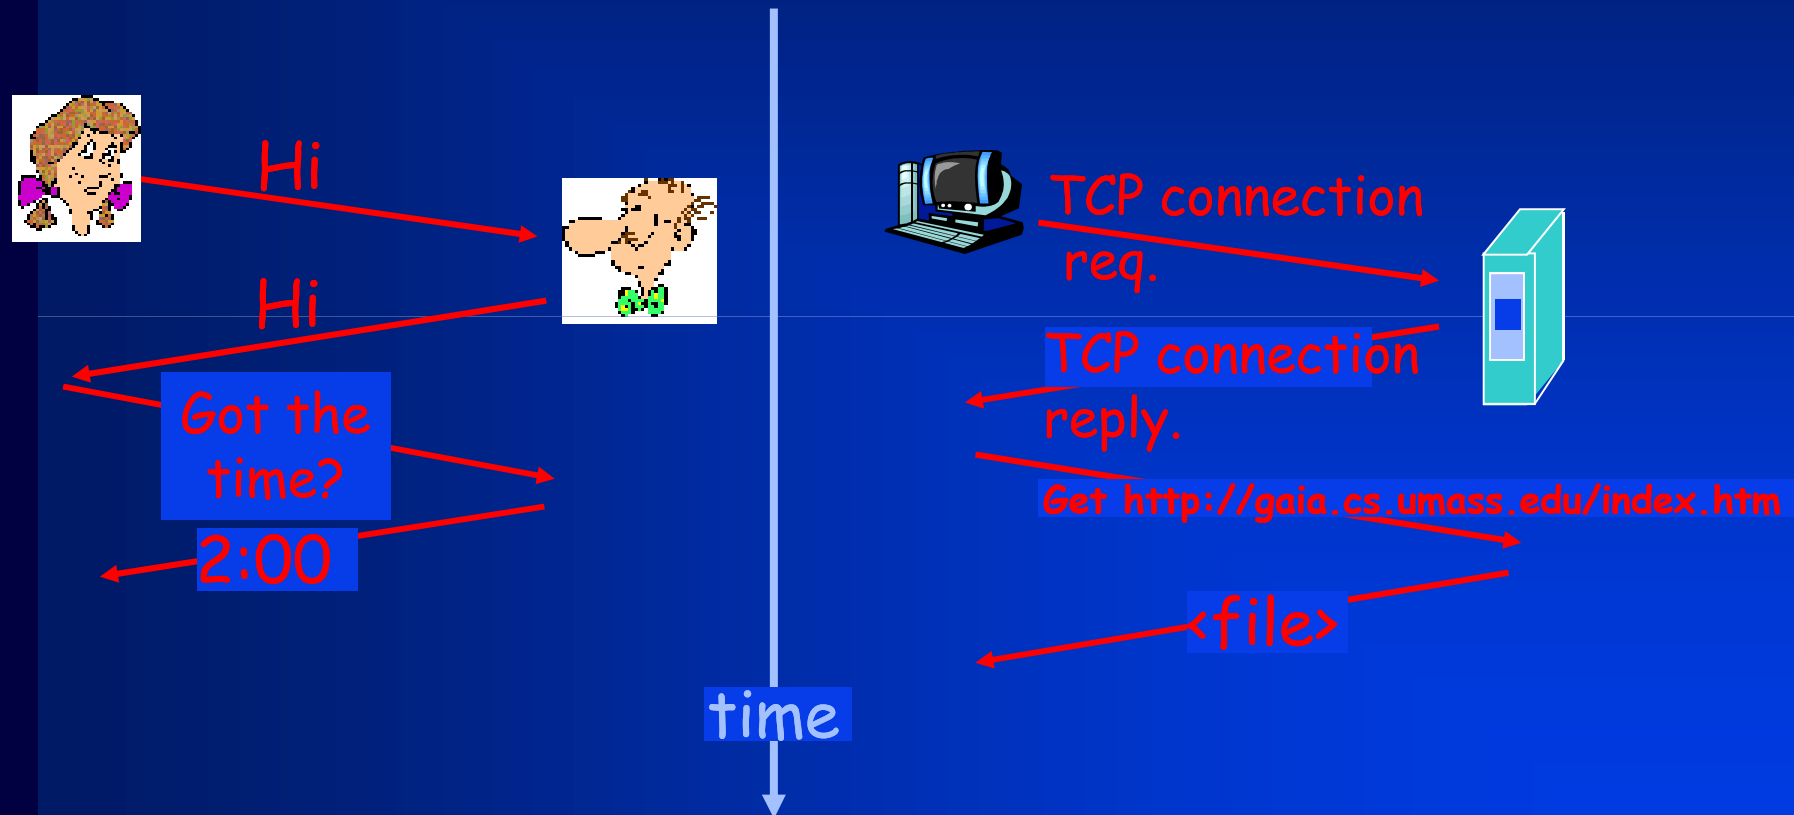 Hi
Hi
Got the
time?
2:00
TCP connection
req.
TCP connection
reply.
Get http://gaia.cs.umass.edu/index.htm
<file>
time